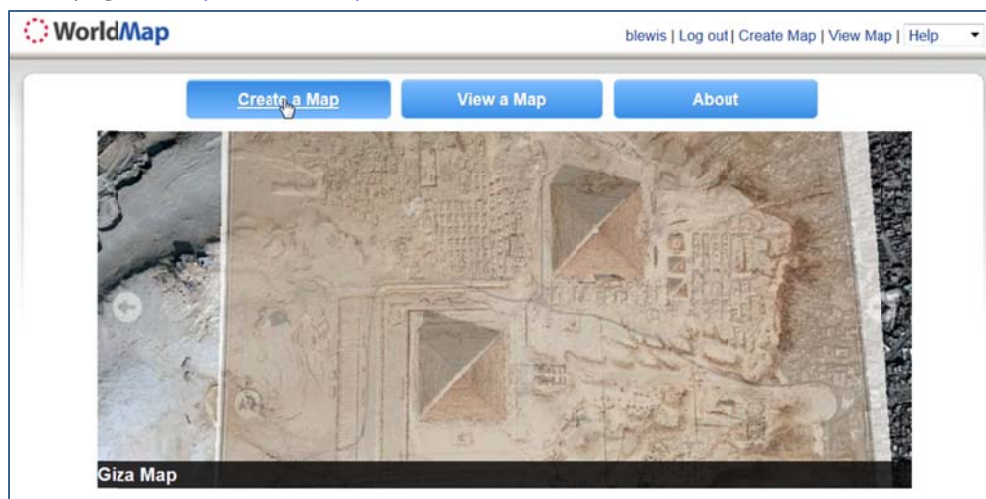 WorldMap
blewis | Log out| Create Map | View Map | Help
Create a Map
View a Map
About
Giza Map